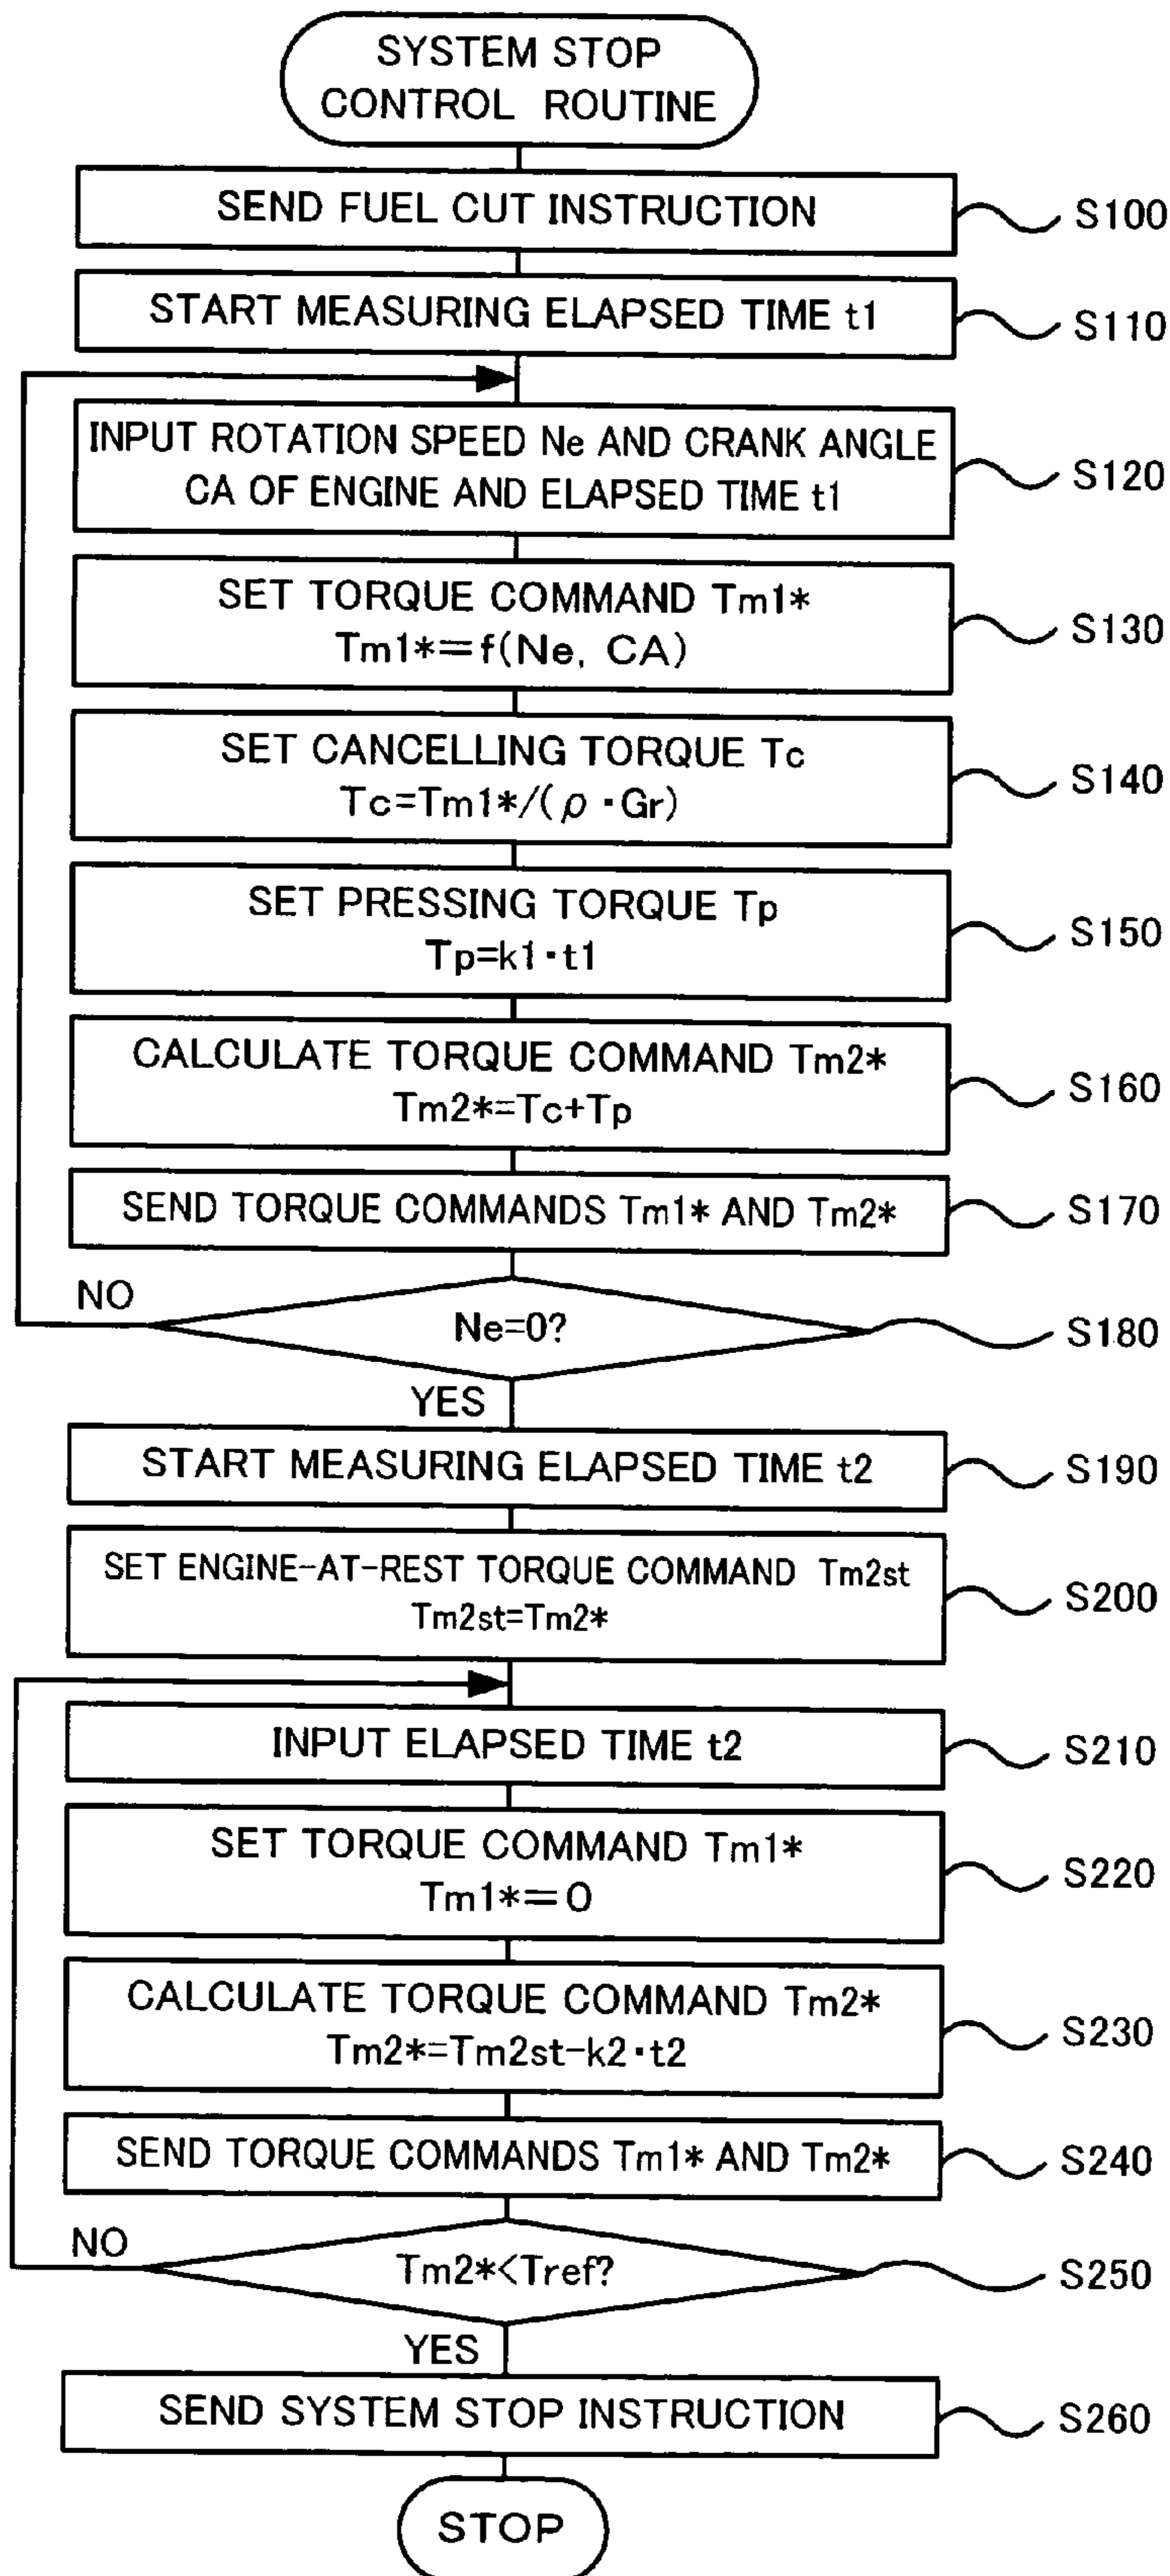 SYSTEM STOP
CONTROL ROUTINE
SEND FUEL CUT INSTRUCTION
S100
START MEASURING ELAPSED TIME t1
S110
INPUT ROTATION SPEED Ne AND CRANK ANGLE
CA OF ENGINE AND ELAPSED TIME t1
S120
SET TORQUE COMMAND Tm1*
Tm1*=f(Ne, CA)
S130
SET CANCELLING TORQUE Tc
Tc=Tm1*/(ρ・Gr)
S140
SET PRESSING TORQUE Tp
Tp=k1・t1
S150
CALCULATE TORQUE COMMAND Tm2*
Tm2*=Tc+Tp
S160
SEND TORQUE COMMANDS Tm1* AND Tm2*
S170
NO
Ne=0?
S180
YES
START MEASURING ELAPSED TIME t2
S190
SET ENGINE-AT-REST TORQUE COMMAND Tm2st
Tm2st=Tm2*
S200
INPUT ELAPSED TIME t2
S210
SET TORQUE COMMAND Tm1*
Tm1*=0
S220
CALCULATE TORQUE COMMAND Tm2*
Tm2*=Tm2st-k2・t2
S230
SEND TORQUE COMMANDS Tm1* AND Tm2*
S240
NO
Tm2*<Tref?
S250
YES
SEND SYSTEM STOP INSTRUCTION
S260
STOP